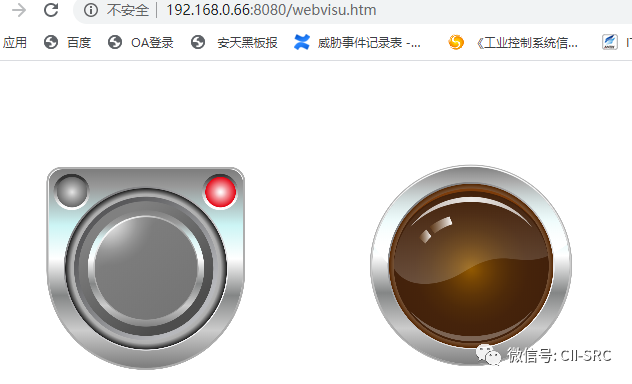 不安全 | 192.168.0.66:8080/webvisu.htm
应用 百度 OA登录 安天黑板报 威胁事件记录表 -... 《工业控制系统信...
微信号: CII-SRC